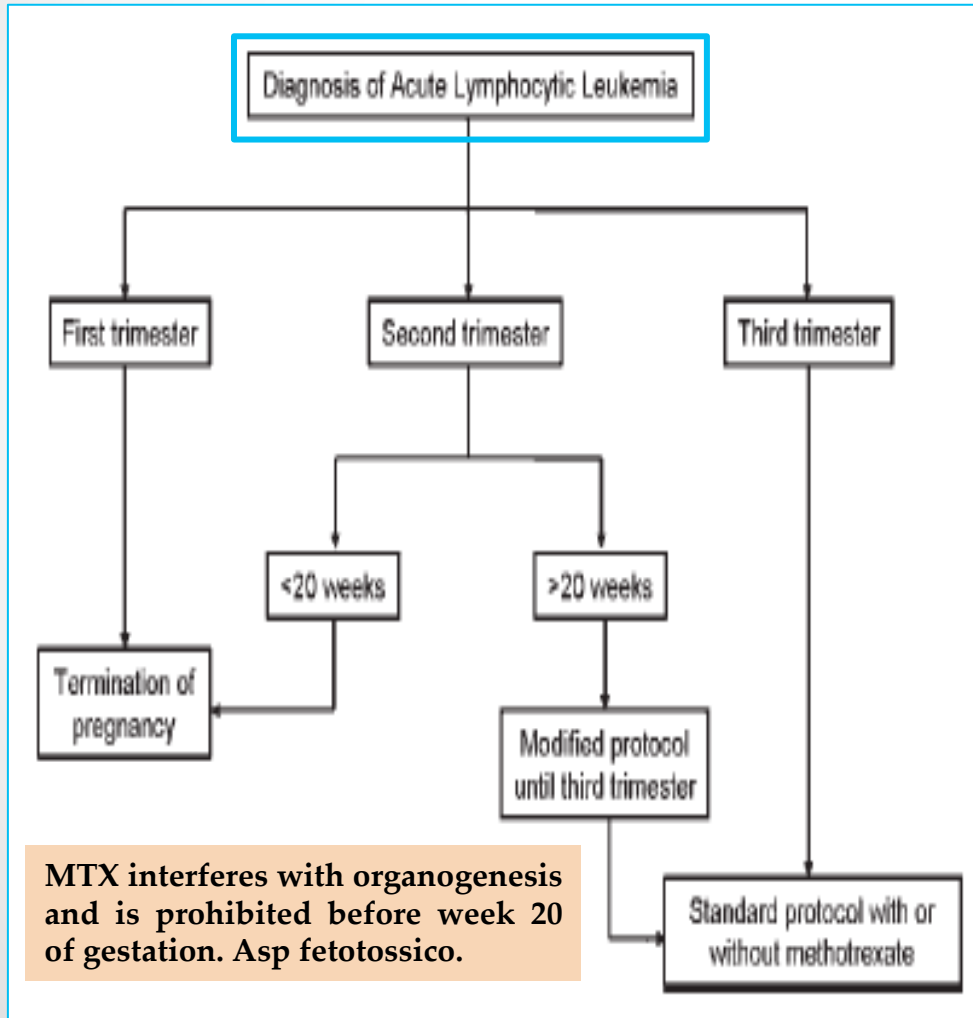 Diagnosis of Acute Lymphocytic Leukemia
First trimester
Second trimester
Third trimester
<20 weeks
>20 weeks
Termination of
pregnancy
Modified protocol
until third trimester
MTX interferes with organogenesis
and is prohibited before week 20
of gestation. Asp fetotossico.
Standard protocol with or
without methotrexate